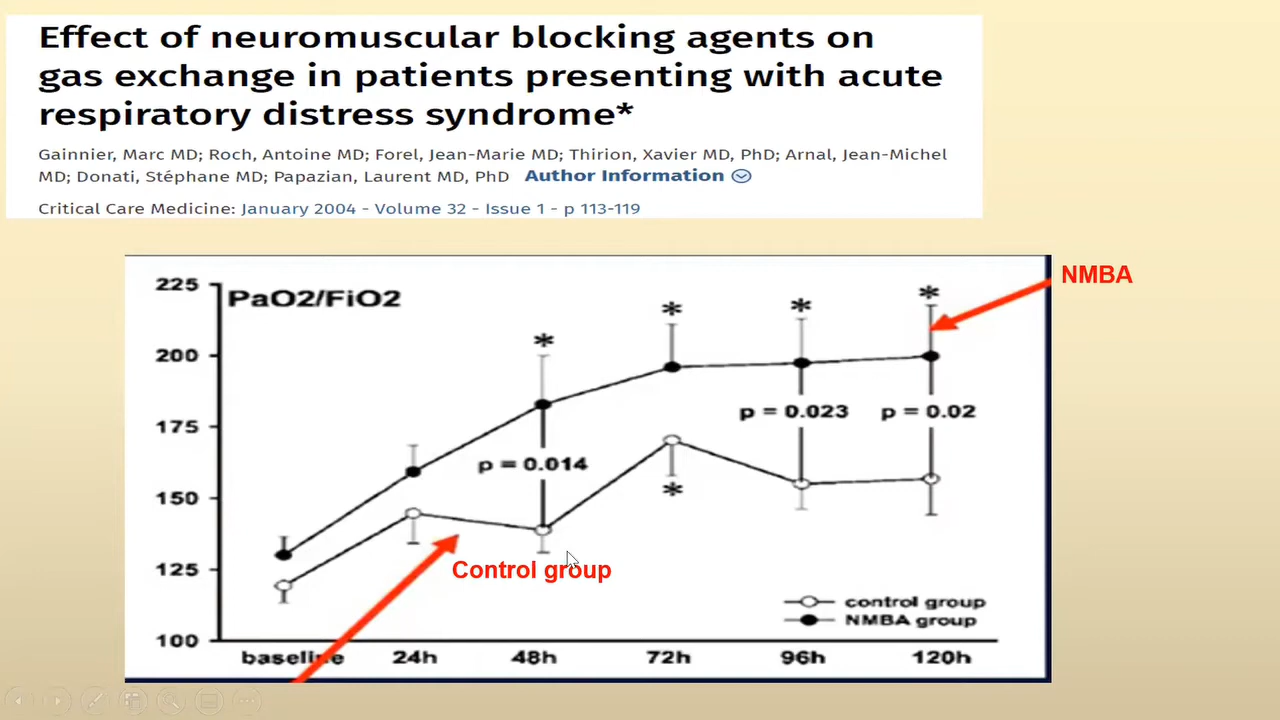 Effect of neuromuscular blocking agents on
gas exchange in patients presenting with acute
respiratory distress syndrome*
Gainnier, Marc MD; Roch, Antoine MD; Forel, Jean-Marie MD; Thirion, Xavier MD, PhD; Arnal, Jean-Michel
MD; Donati, Stéphane MD; Papazian, Laurent MD, PhD Author Information
Critical Care Medicine: January 2004 - Volume 32 - Issue 1 - p 113-119
NMBA
225
PaO2/FiO2
*
*
*
*
200
p = 0.023
p = 0.02
175
p = 0.014
150
*
125
Control group
control group
NMBA group
100
baseline 24h 48h 72h 96h 120h